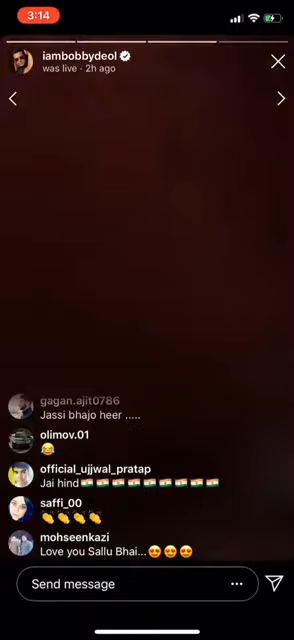 3:14
iambobbydeol
was live · 2h ago
gagan.ajit0786
Jassi bhajo heer .....
olimov.01
😂
official_ujjwal_pratap
Jai hind🇮🇳🇮🇳🇮🇳🇮🇳🇮🇳🇮🇳🇮🇳🇮🇳🇮🇳
saffi_00
👏👏👏👏
mohseenkazi
Love you Sallu Bhai...😍😍😍
Send message